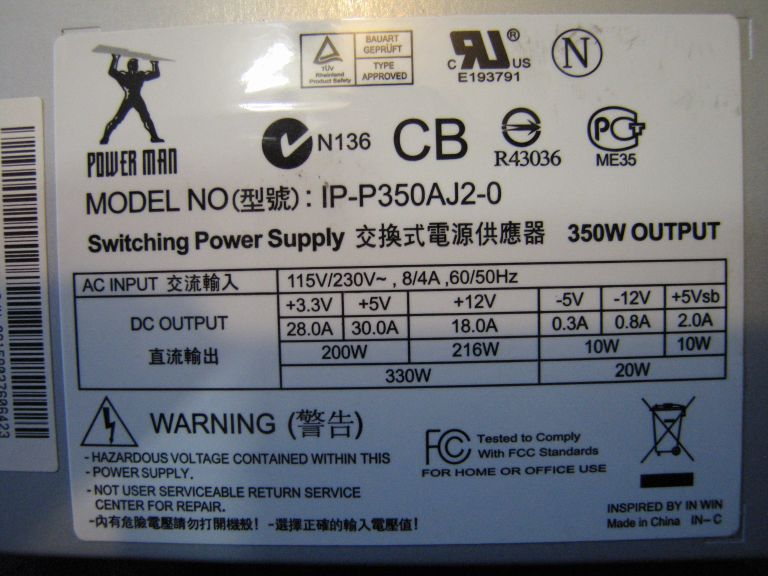 TÜV
Rheinland
Product Safety
BAUART
GEPRÜFT
TYPE
APPROVED
C UR US ®
E193791
N
POWER MAN
N136
CB
R43036
PG
ME35
MODEL NO(型號): IP-P350AJ2-0
Switching Power Supply 交換式電源供應器 350W OUTPUT
AC INPUT 交流輸入 115V/230V~ , 8/4A ,60/50Hz
DC OUTPUT
直流輸出
+3.3V +5V +12V -5V -12V +5Vsb
28.0A 30.0A 18.0A 0.3A 0.8A 2.0A
200W 216W 10W 10W
330W 20W
WARNING (警告)
- HAZARDOUS VOLTAGE CONTAINED WITHIN THIS
- POWER SUPPLY.
- NOT USER SERVICEABLE RETURN SERVICE
CENTER FOR REPAIR.
-內有危險電壓請勿打開機殼! -選擇正確的輸入電壓值!
FC Tested to Comply
With FCC Standards
FOR HOME OR OFFICE USE
INSPIRED BY IN WIN
Made in China IN-C